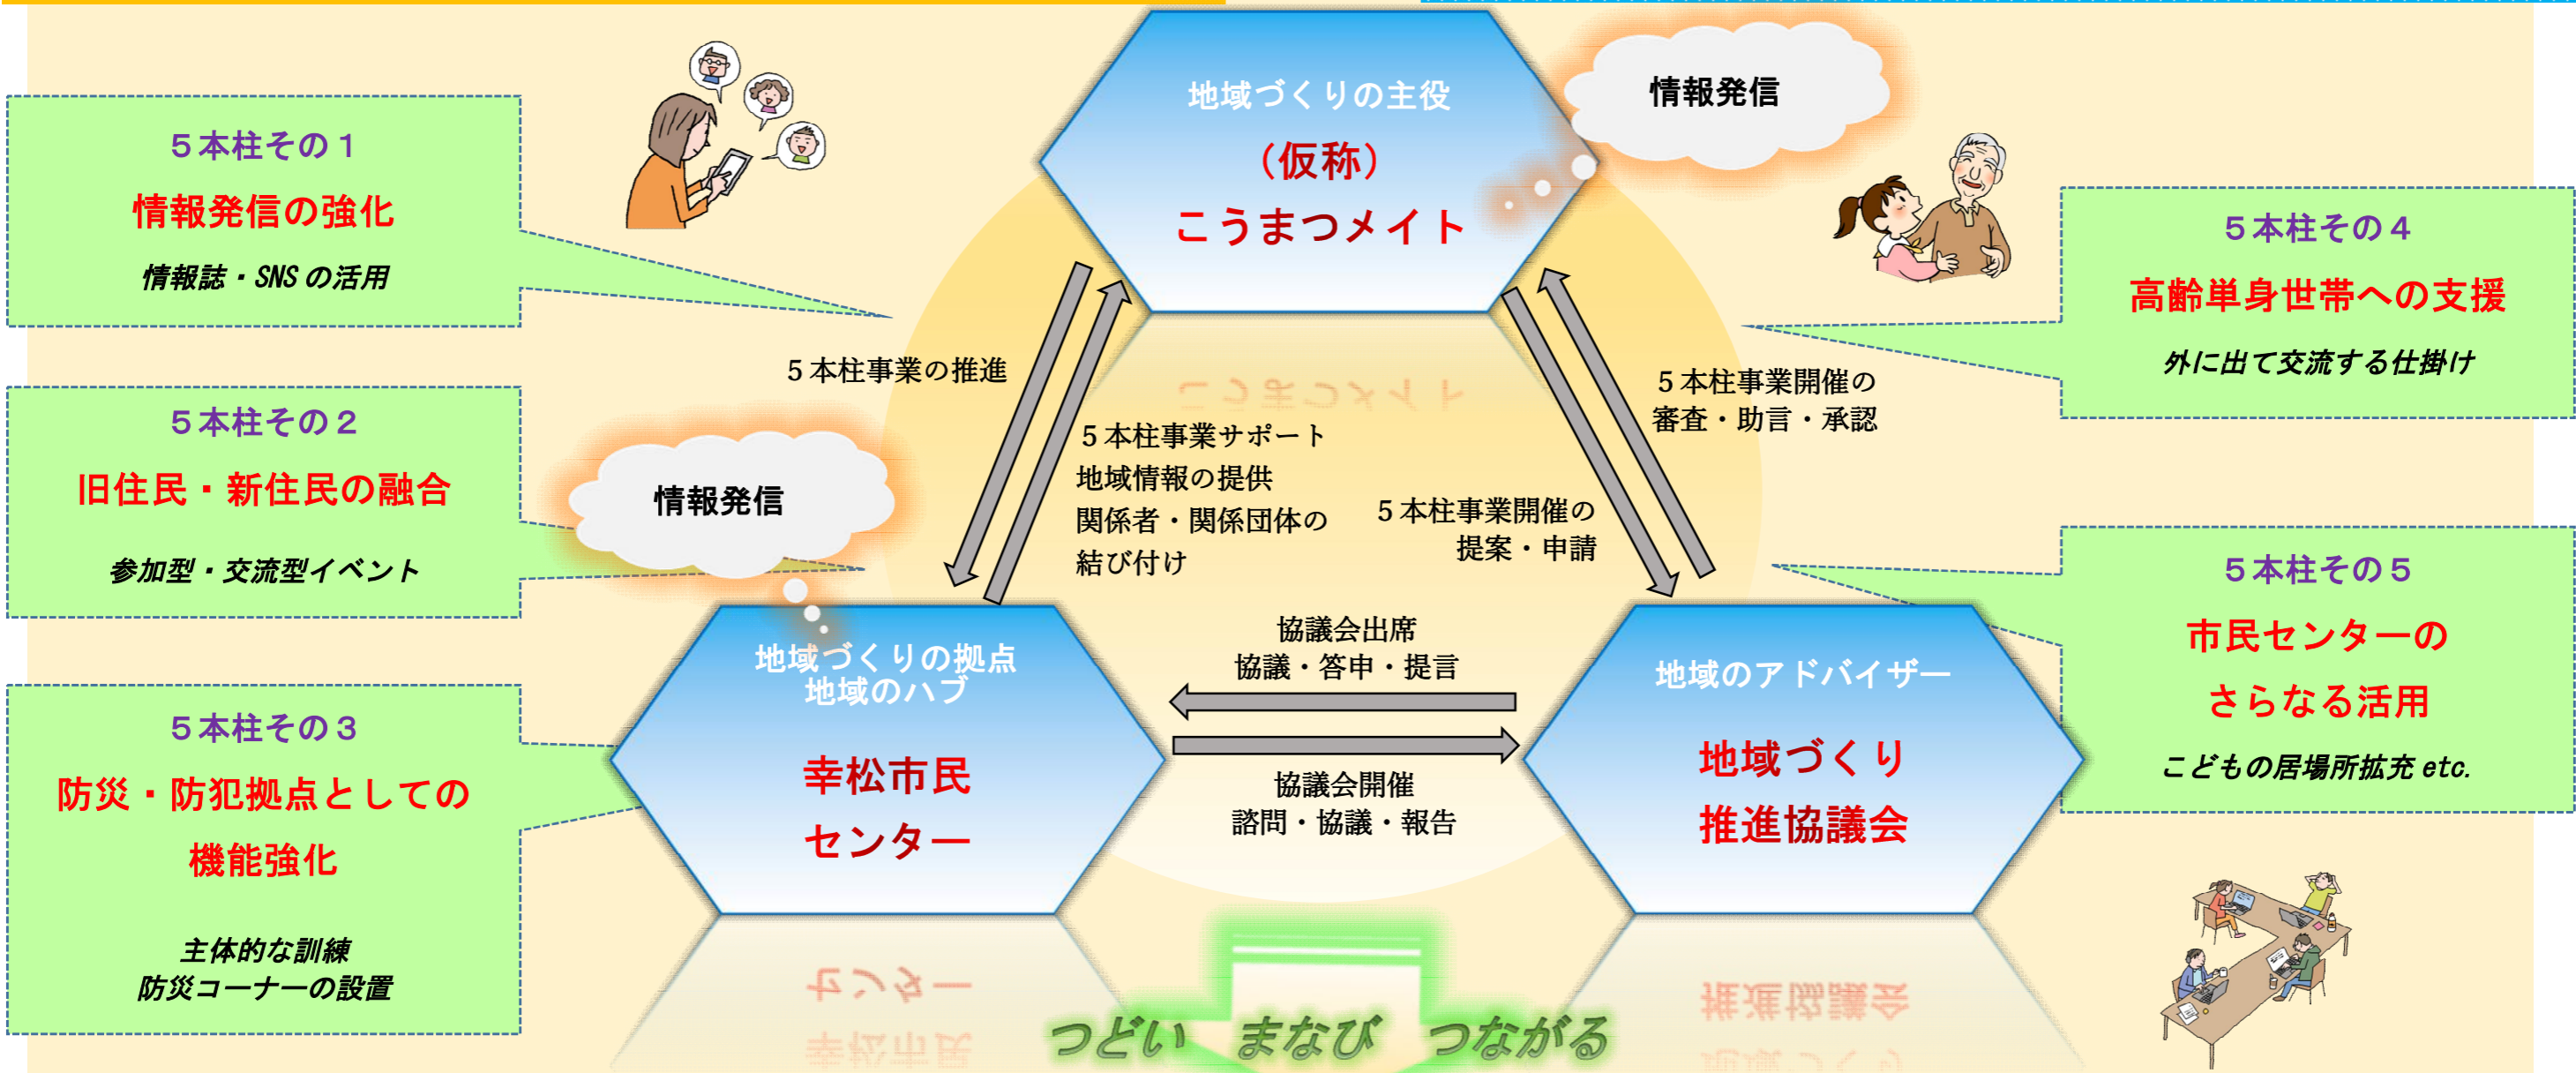 地域づくりの主役
（仮称）
こうまつメイト
情報発信
５本柱その１
情報発信の強化
情報誌・SNSの活用
５本柱その２
旧住民・新住民の融合
参加型・交流型イベント
５本柱その３
防災・防犯拠点としての
機能強化
主体的な訓練
防災コーナーの設置
５本柱その４
高齢単身世帯への支援
外に出て交流する仕掛け
５本柱その５
市民センターの
さらなる活用
こどもの居場所拡充 etc.
５本柱事業の推進
５本柱事業サポート
地域情報の提供
関係者・関係団体の
結び付け
５本柱事業開催の
審査・助言・承認
５本柱事業開催の
提案・申請
情報発信
地域づくりの拠点
地域のハブ
幸松市民
センター
協議会出席
協議・答申・提言
協議会開催
諮問・協議・報告
地域のアドバイザー
地域づくり
推進協議会
つどい まなび つながる